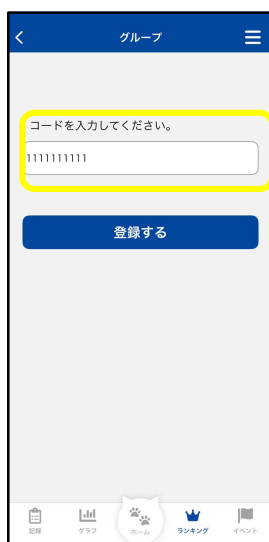 グループ
コードを入力してください。
1111111111
登録する
記録
グラフ
ホーム
ランキング
イベント